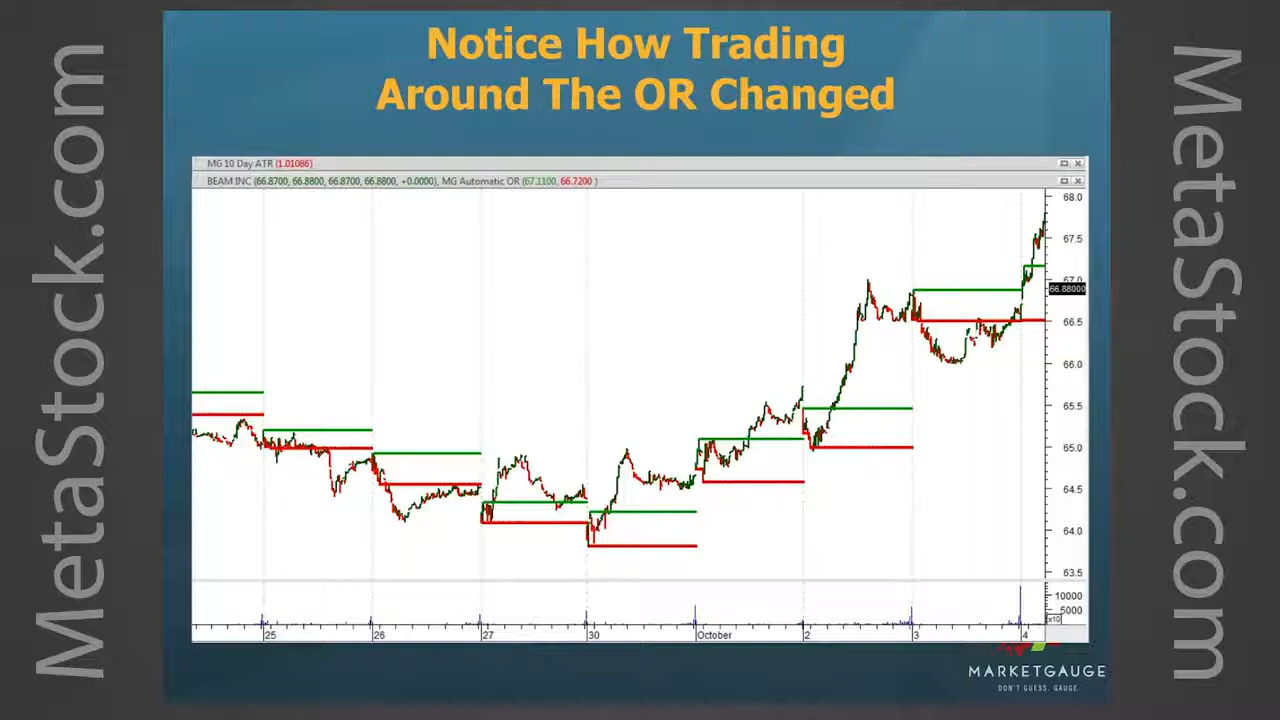 Notice How Trading
Around The OR Changed
MetaStock.com
MetaStock.com
MG 10 Day ATR (1.01086)
BEAM INC (66.8700, 66.8800, 66.8700, 66.8800, +0.0000), MG Automatic OR (67.1100, 66.7200 )
68.0
67.5
67.0
66.88000
66.5
66.0
65.5
65.0
64.5
64.0
63.5
10000
5000
x10
25
26
27
30
October
2
3
4
MARKETGAUGE
DON'T GUESS. GAUGE.